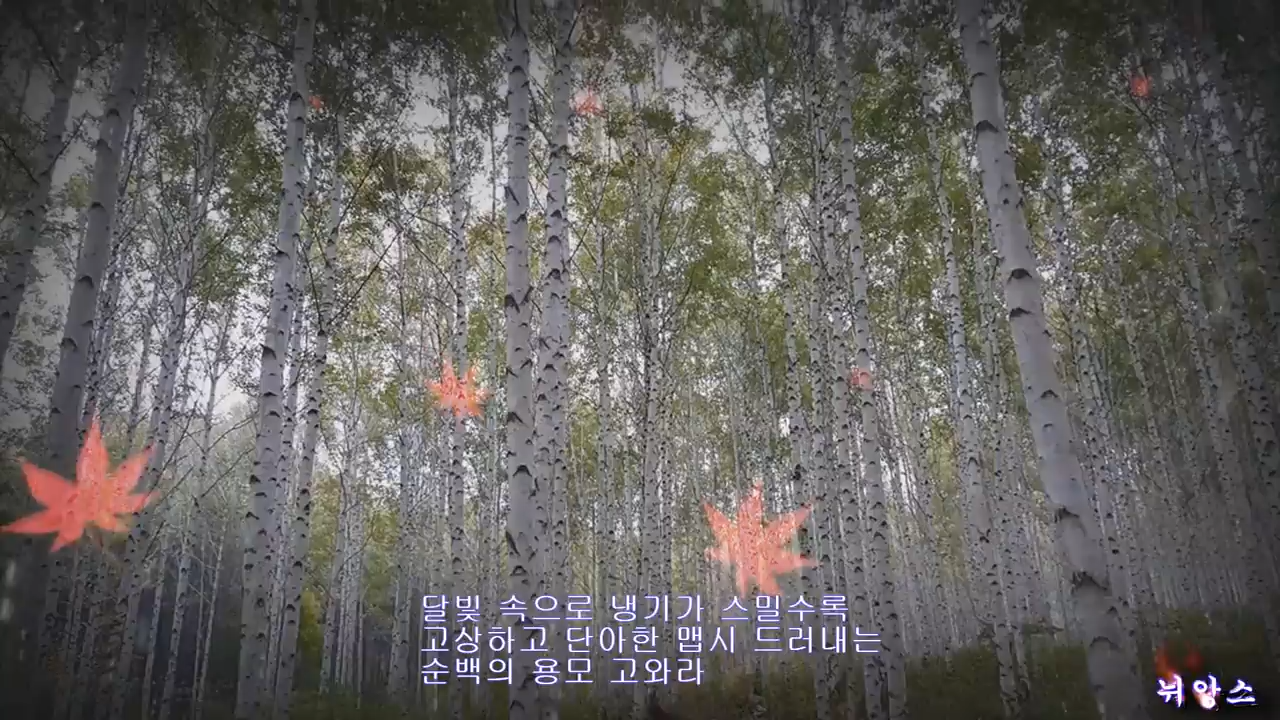 달빛 속으로 냉기가 스밀수록
고상하고 단아한 맵시 드러내는
순백의 용모 고와라
뉘앙스